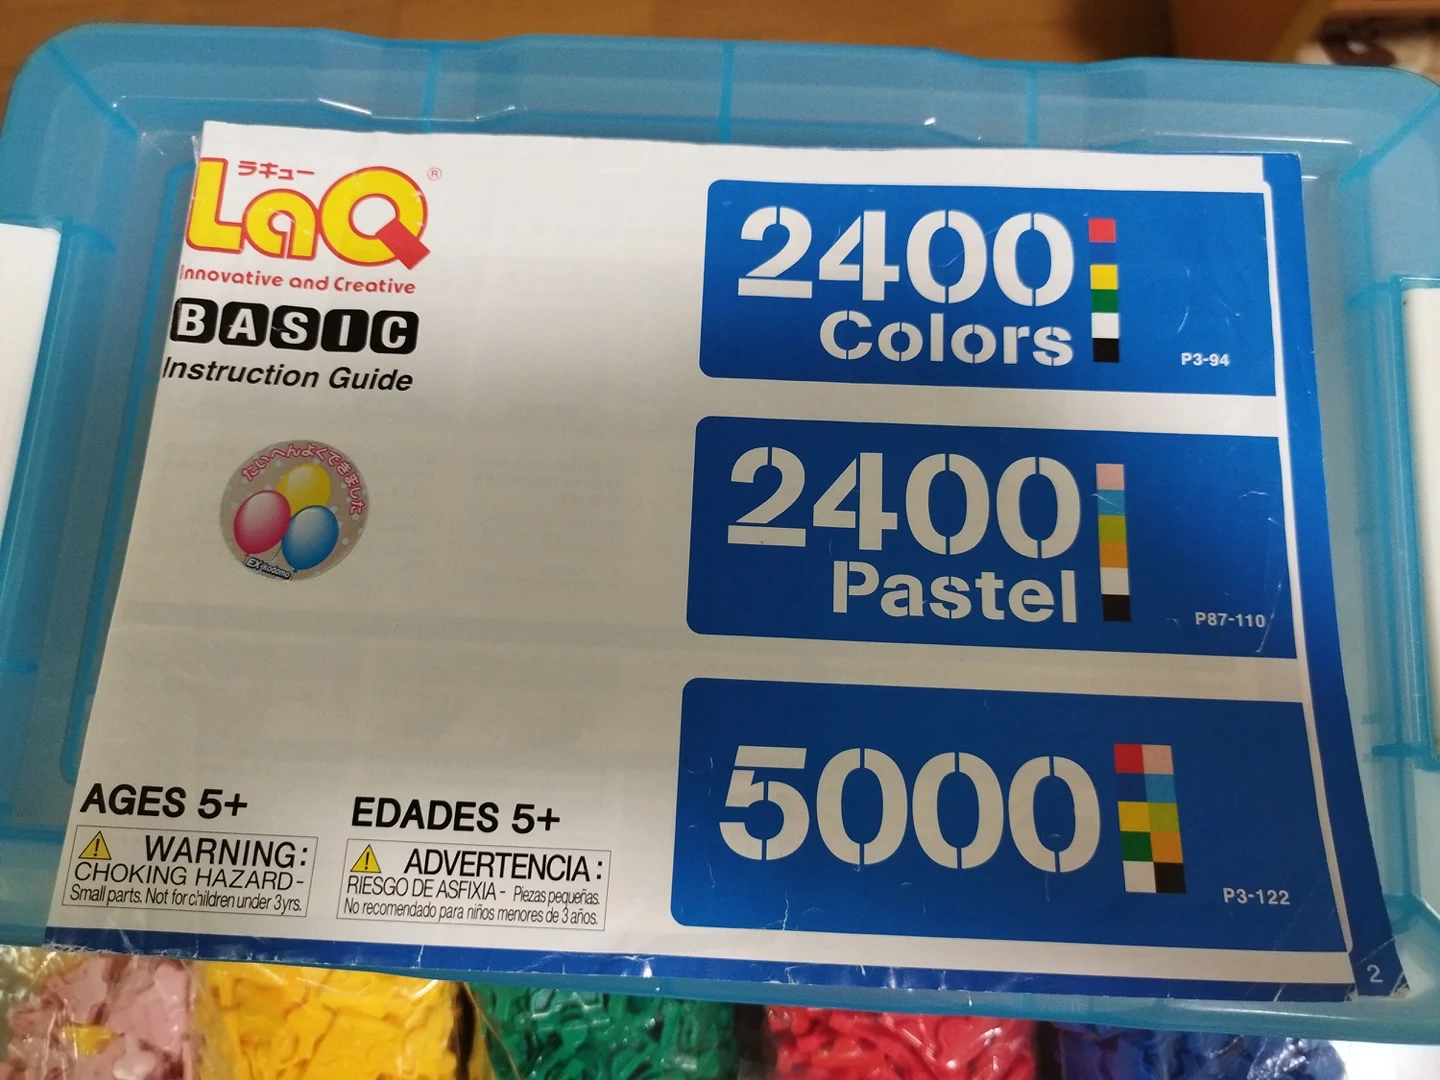 ラキュー
LaQ®
Innovative and Creative
BASIC
Instruction Guide
たいへんよくできました
EX kodomo
AGES 5+
WARNING:
CHOKING HAZARD-
Small parts. Not for children under 3yrs.
EDADES 5+
ADVERTENCIA:
RIESGO DE ASFIXIA - Piezas pequeñas.
No recomendado para niños menores de 3 años.
2400
Colors
P3-94
2400
Pastel
P87-110
5000
P3-122
2